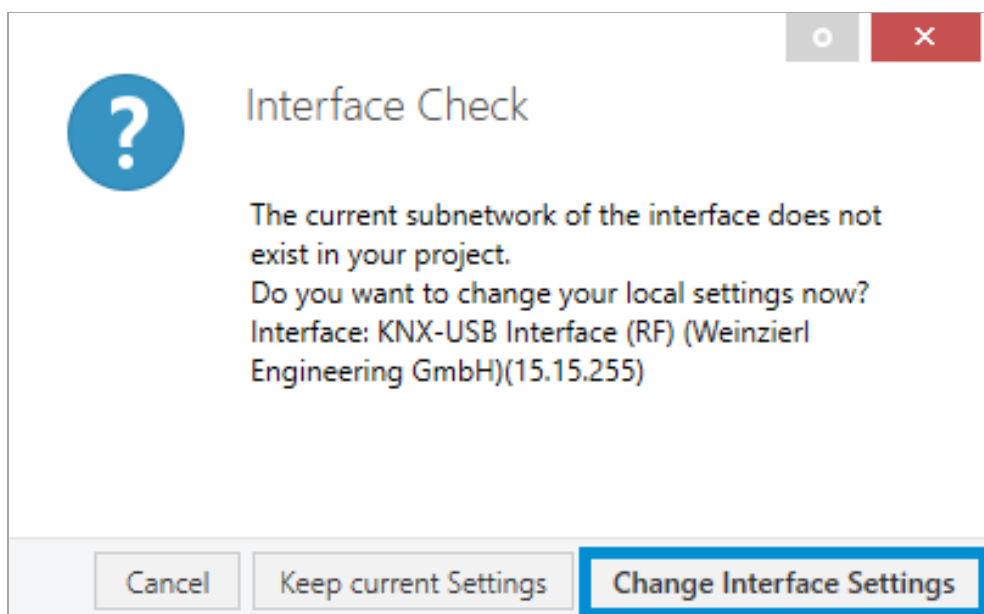 Interface Check
The current subnetwork of the interface does not
exist in your project.
Do you want to change your local settings now?
Interface: KNX-USB Interface (RF) (Weinzierl
Engineering GmbH)(15.15.255)
Cancel
Keep current Settings
Change Interface Settings